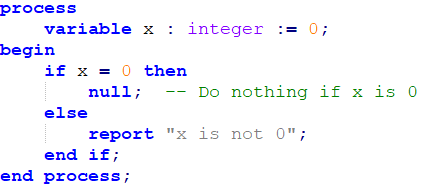 process
    variable x : integer := 0;
begin
    if x = 0 then
        null;  -- Do nothing if x is 0
    else
        report "x is not 0";
    end if;
end process;